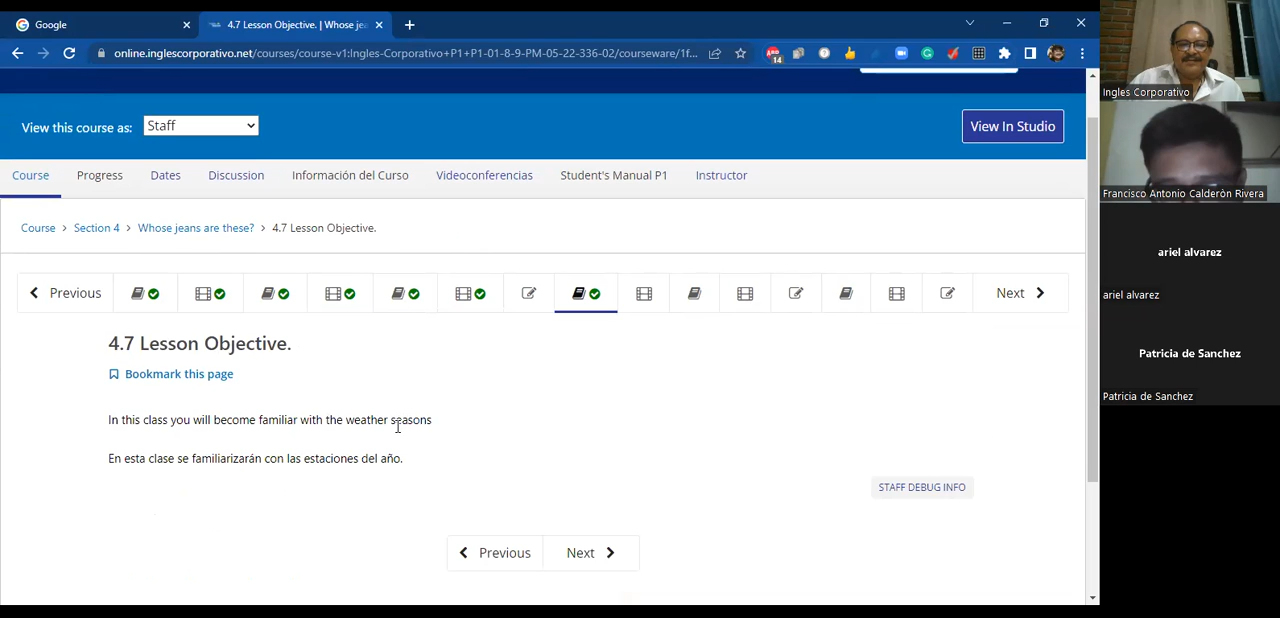 Google
4.7 Lesson Objective. | Whose jea
online.inglescorporativo.net/courses/course-v1:Ingles-Corporativo+P1+P1-01-8-9-PM-05-22-336-02/courseware/1f...
14
View this course as:
Staff
View In Studio
Course
Progress
Dates
Discussion
Información del Curso
Videoconferencias
Student's Manual P1
Instructor
Course > Section 4 > Whose jeans are these? > 4.7 Lesson Objective.
Previous
Next
4.7 Lesson Objective.
Bookmark this page
In this class you will become familiar with the weather seasons
En esta clase se familiarizarán con las estaciones del año.
STAFF DEBUG INFO
Previous
Next
Ingles Corporativo
Francisco Antonio Calderòn Rivera
ariel alvarez
ariel alvarez
Patricia de Sanchez
Patricia de Sanchez